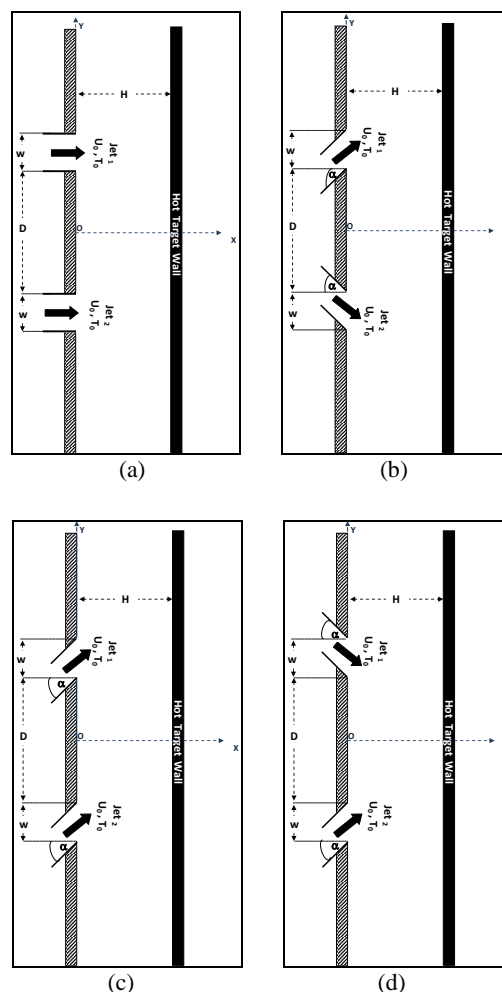 Y
H
W
Jet 1
U0, T0
D
O
X
Hot Target Wall
W
Jet 2
U0, T0
(a)
Y
H
W
Jet 1
U0, T0
α
D
O
Hot Target Wall
α
W
Jet 2
U0, T0
(b)
Y
H
W
Jet 1
U0, T0
α
D
O
X
Hot Target Wall
W
Jet 2
U0, T0
α
(c)
Y
H
α
W
Jet 1
U0, T0
D
O
Hot Target Wall
W
Jet 2
U0, T0
α
(d)